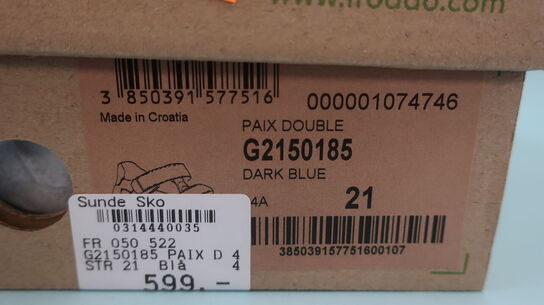 www.froddo.com
3 850391 577516
000001074746
Made in Croatia
PAIX DOUBLE
G2150185
DARK BLUE
21
385039157751600107
Sunde Sko
0314440035
FR 050 522
G2150185 PAIX D 4
STR 21 Blå 4
599.-